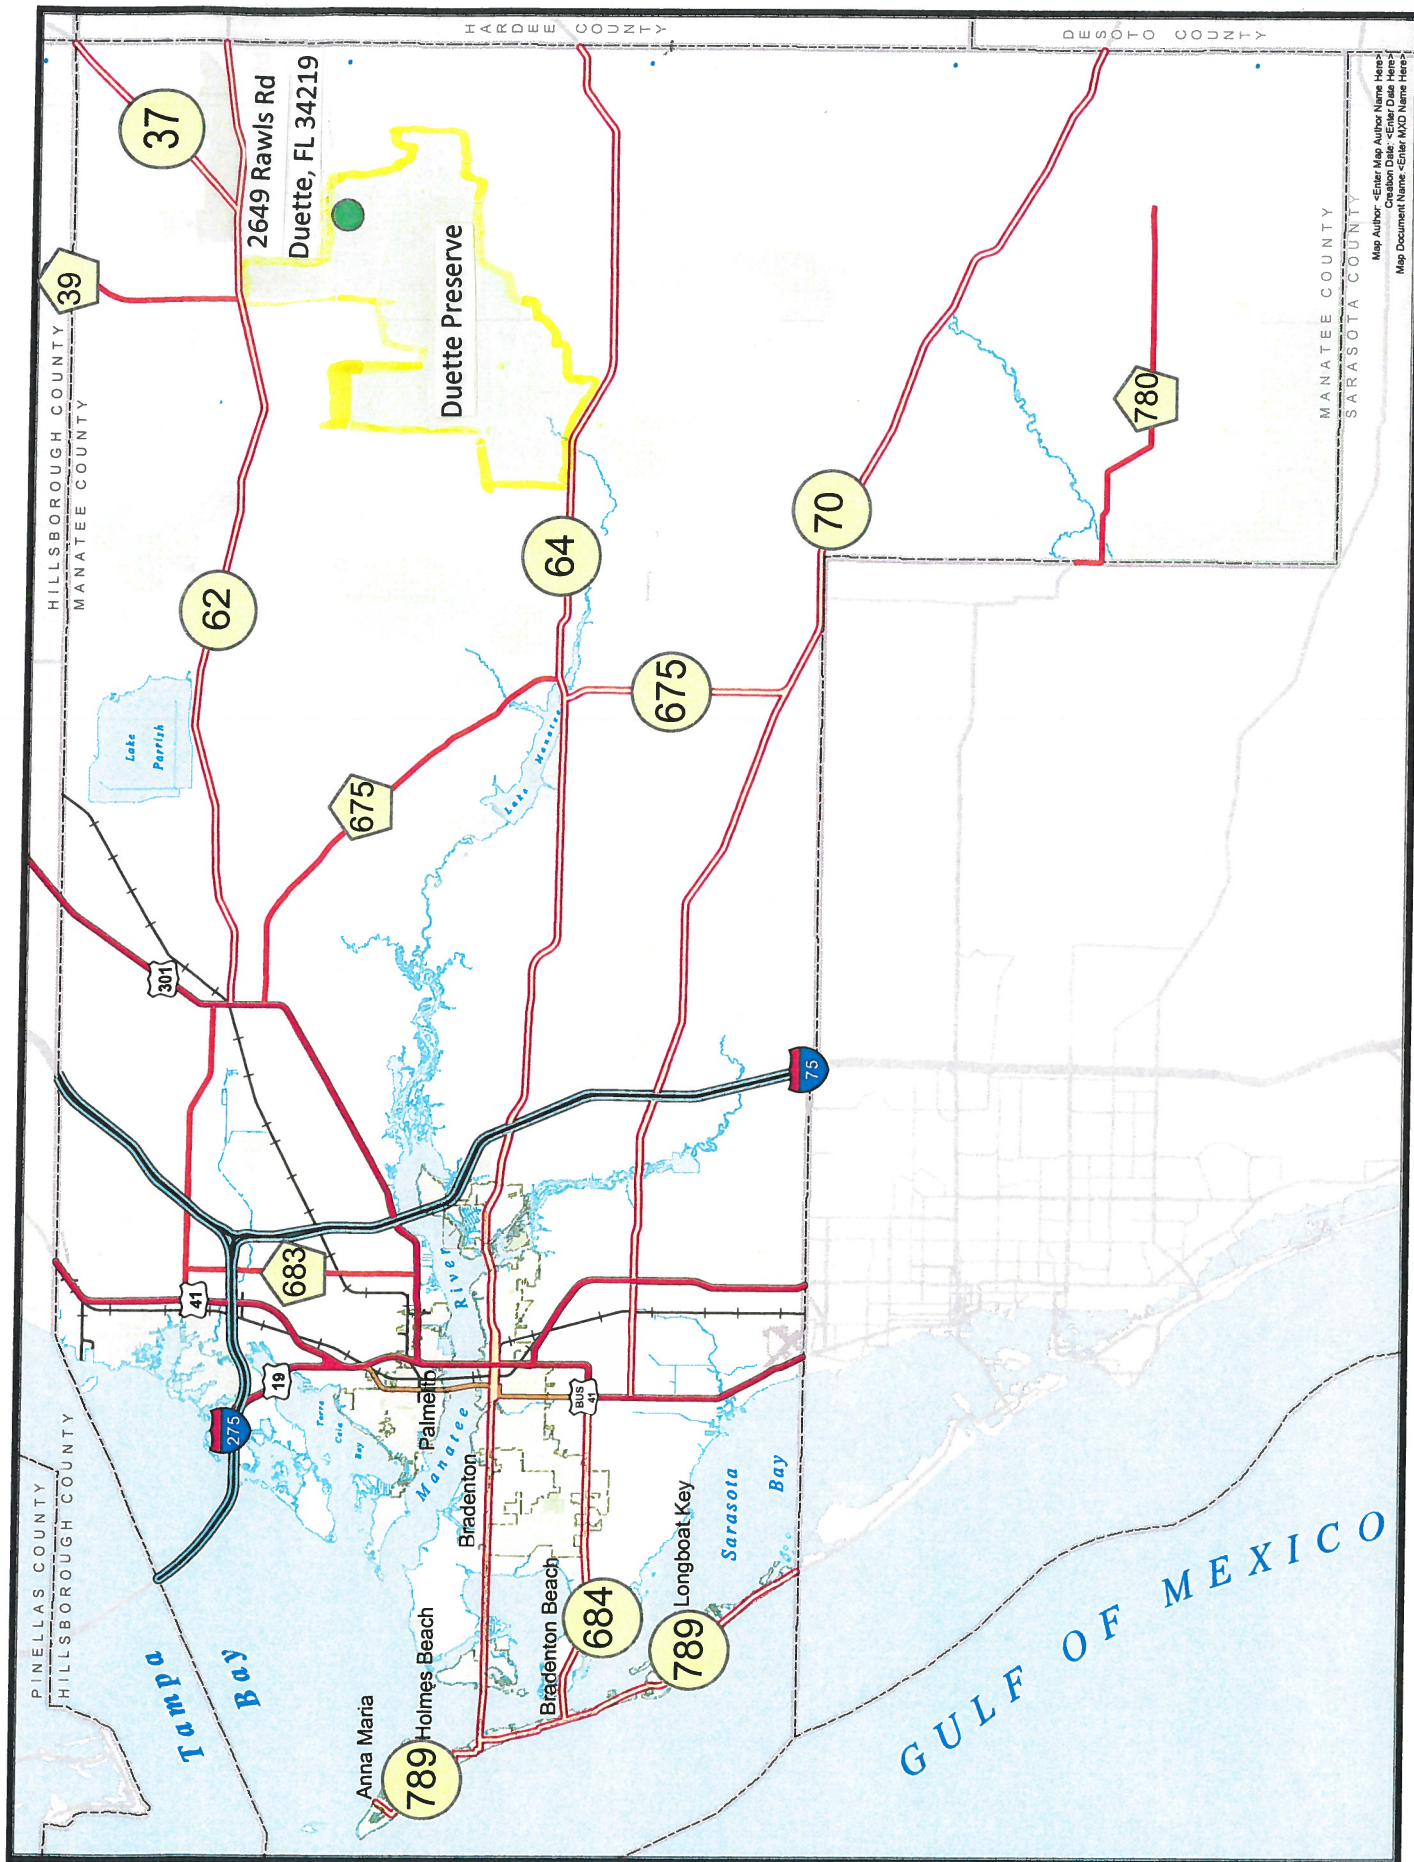 PINELLAS COUNTY
HILLSBOROUGH COUNTY
HILLSBOROUGH COUNTY
MANATEE COUNTY
HARDEE COUNTY
DESOTO COUNTY
MANATEE COUNTY
SARASOTA COUNTY
Tampa
Bay
39
37
2649 Rawls Rd
Duette, FL 34219
Duette Preserve
62
Lake
Parrish
301
675
41
683
275
19
Terra
Ceia
Bay
Palmetto
Manatee
River
Bradenton
Lake Manatee
64
675
70
75
780
Anna Maria
789
Holmes Beach
Bradenton Beach
684
BUS
41
789
Longboat Key
Sarasota
Bay
GULF OF MEXICO
Map Author: <Enter Map Author Name Here>
Creation Date: <Enter Date Here>
Map Document Name: <Enter MXD Name Here>